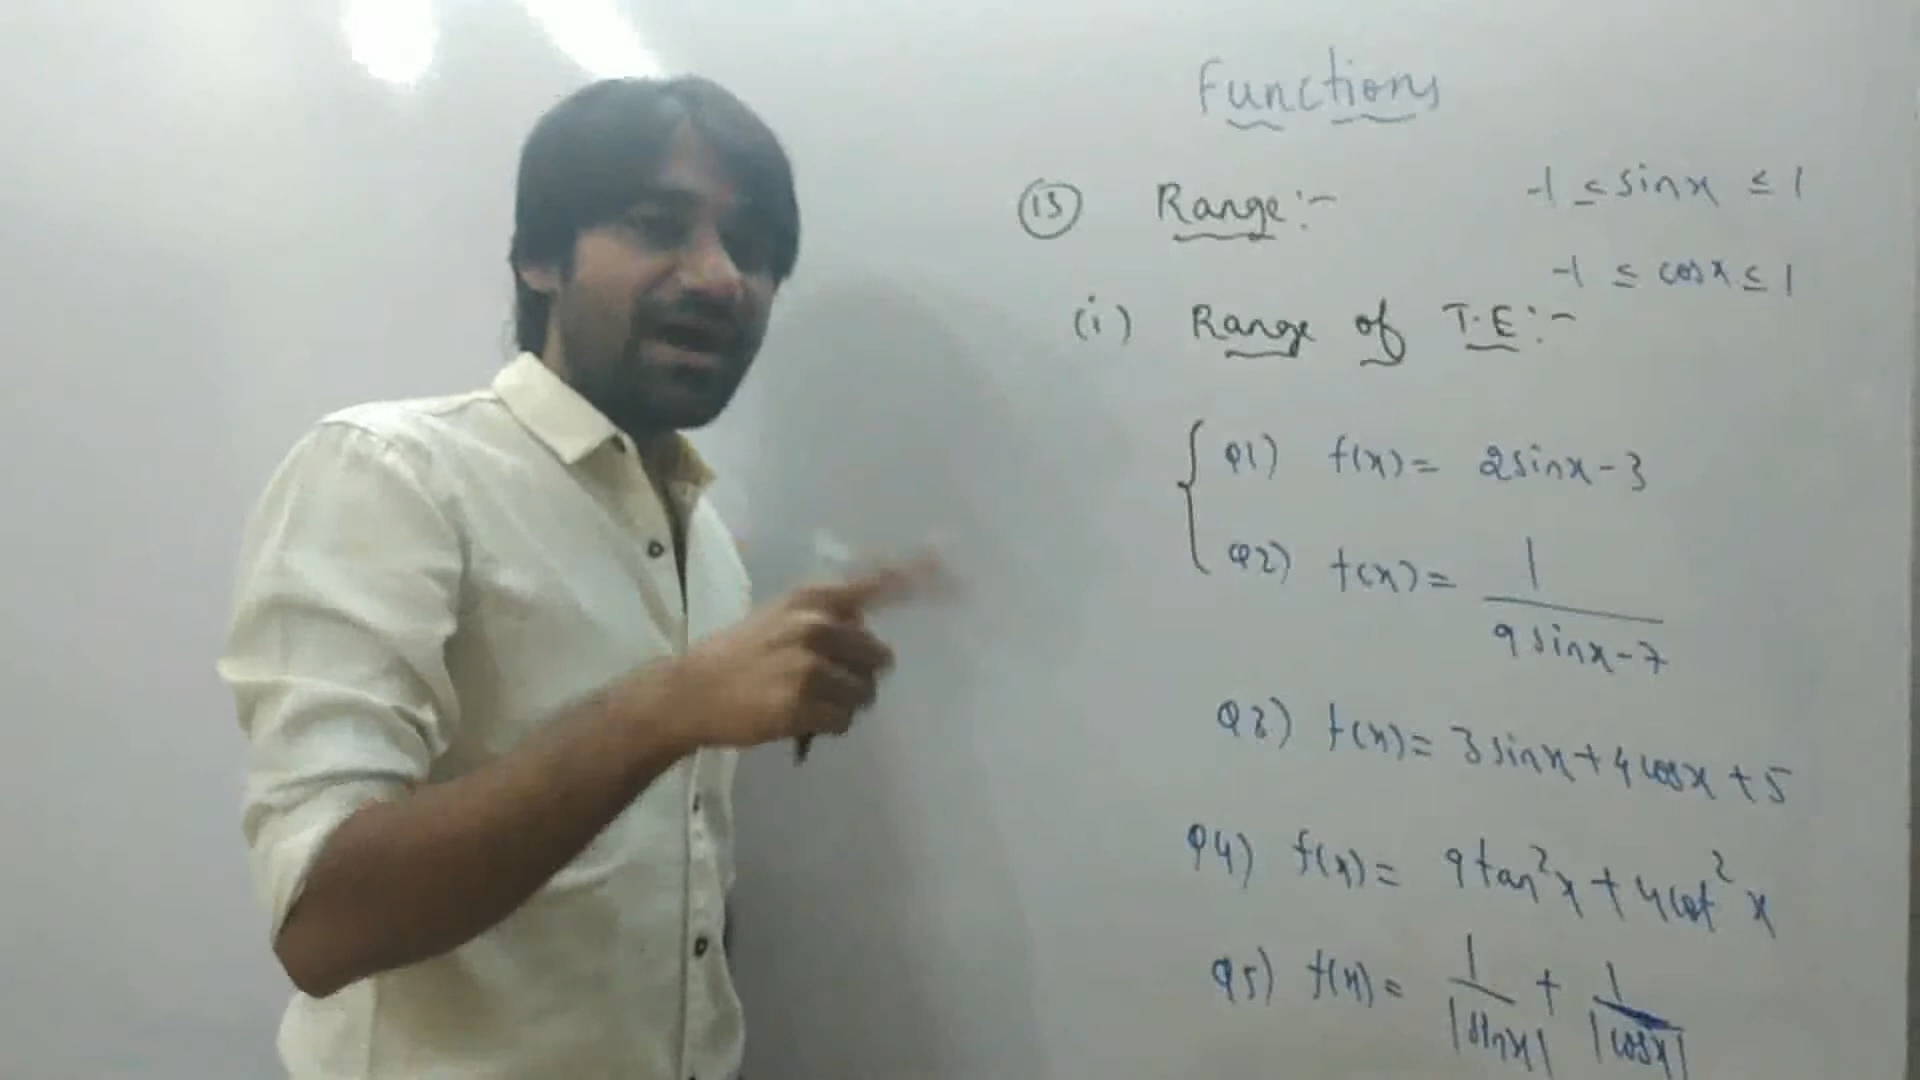 Functions
(15) Range:-
-1 ≤ sinx ≤ 1
-1 ≤ cosx ≤ 1
(i) Range of T.E:-
Q1) f(x) = 2sinx - 3
Q2) f(x) = 1 / 9sinx - 7
Q3) f(x) = 3sinx + 4cosx + 5
Q4) f(x) = 9tan²x + 4cot²x
Q5) f(x) = 1/|sinx| + 1/|cosx|